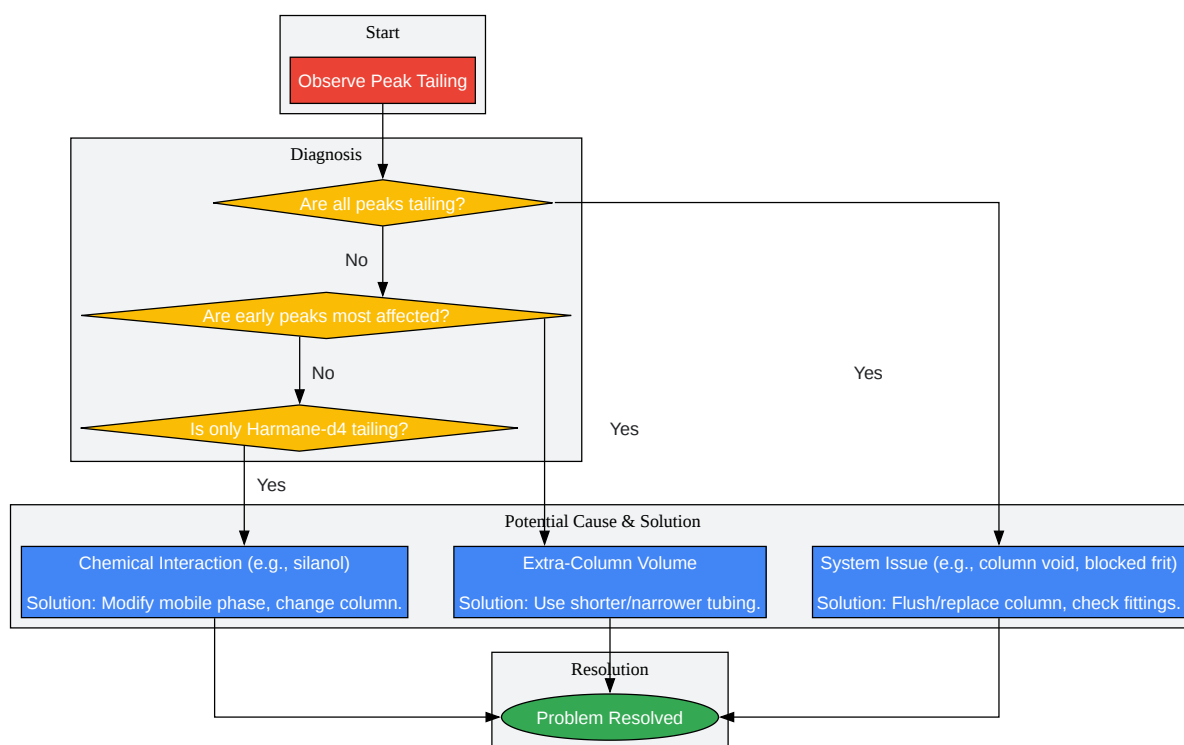 Start
Observe Peak Tailing
Diagnosis
Are all peaks tailing?
No
Are early peaks most affected?
No
Yes
Is only Harmane-d4 tailing?
Yes
Yes
Potential Cause & Solution
Chemical Interaction (e.g., silanol)
Solution: Modify mobile phase, change column.
Extra-Column Volume
Solution: Use shorter/narrower tubing.
System Issue (e.g., column void, blocked frit)
Solution: Flush/replace column, check fittings.
Resolution
Problem Resolved